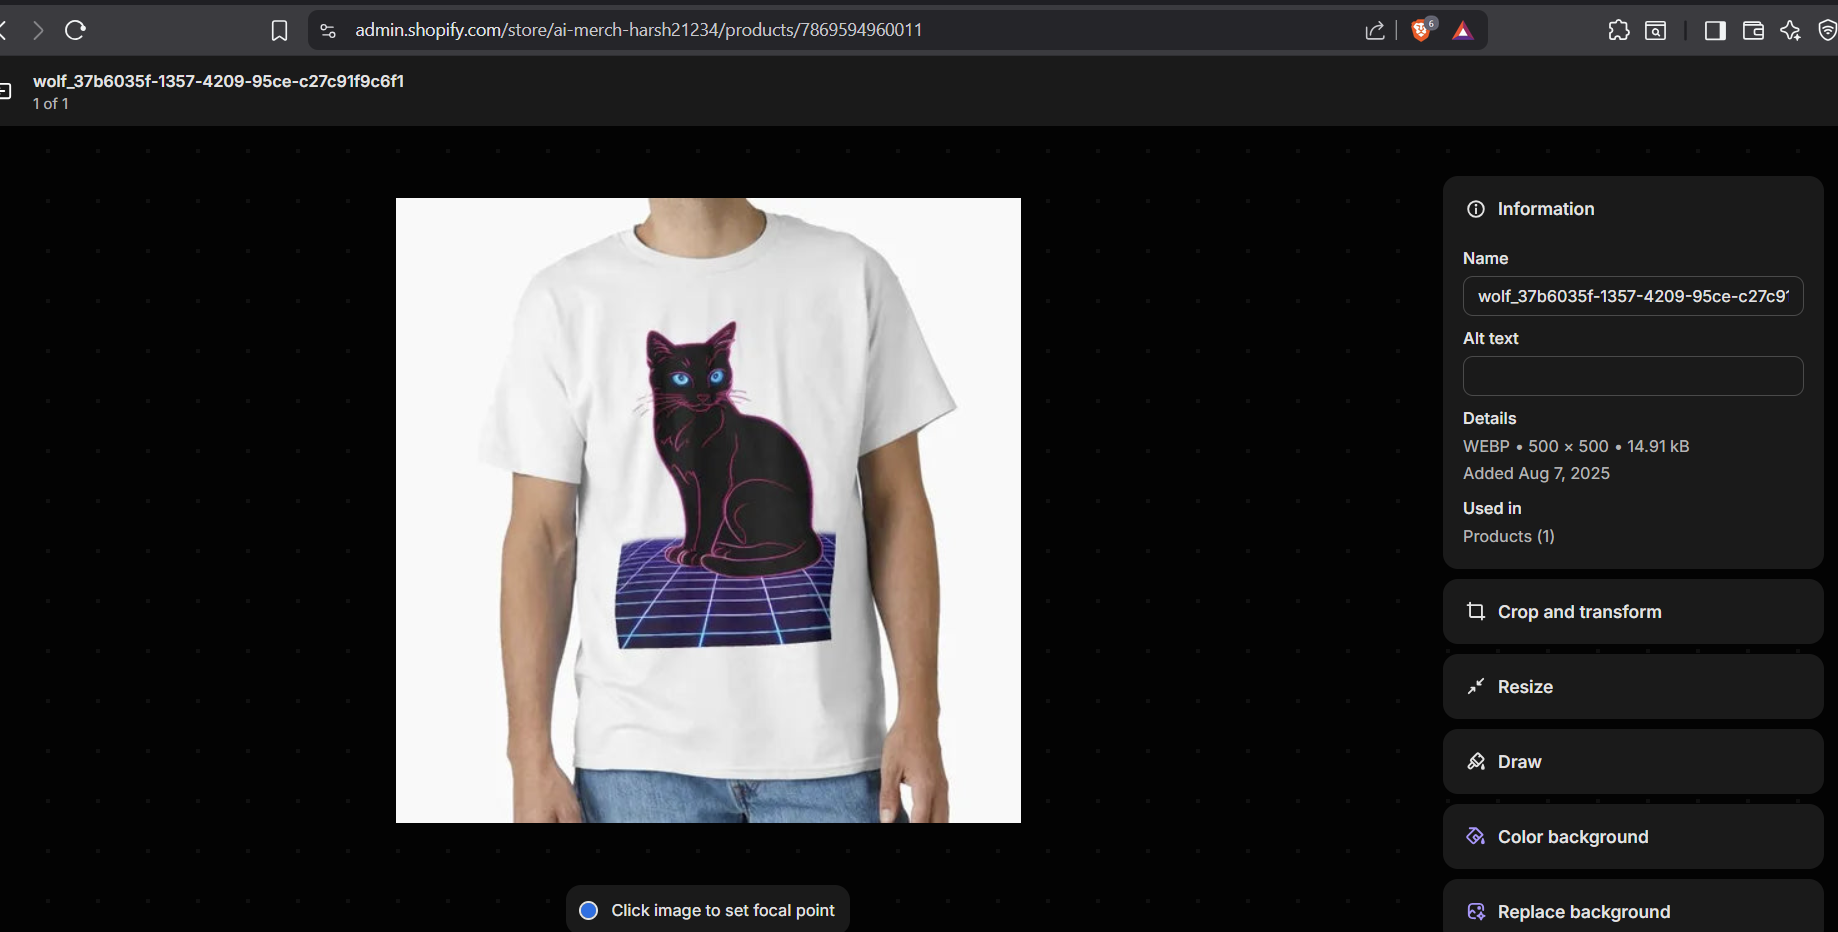 admin.shopify.com/store/ai-merch-harsh21234/products/7869594960011
6
wolf_37b6035f-1357-4209-95ce-c27c91f9c6f1
1 of 1
Information
Name
wolf_37b6035f-1357-4209-95ce-c27c9
Alt text
Details
WEBP • 500 × 500 • 14.91 kB
Added Aug 7, 2025
Used in
Products (1)
Crop and transform
Resize
Draw
Color background
Replace background
Click image to set focal point